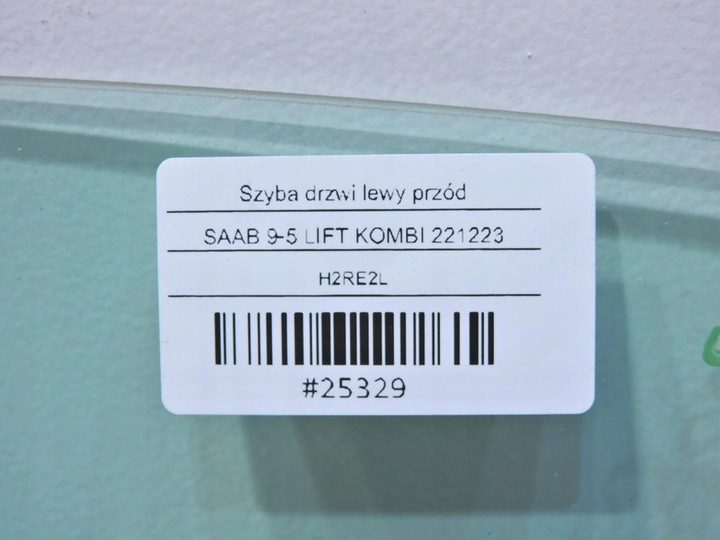 Szyba drzwi lewy przód
SAAB 9-5 LIFT KOMBI 221223
H2RE2L
#25329